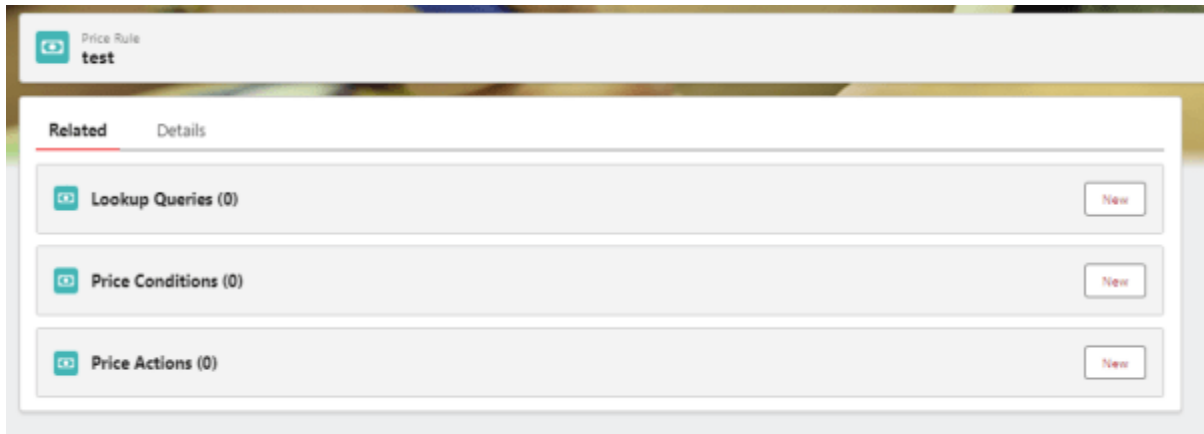 Price Rule
test
Related Details
Lookup Queries (0) New
Price Conditions (0) New
Price Actions (0) New